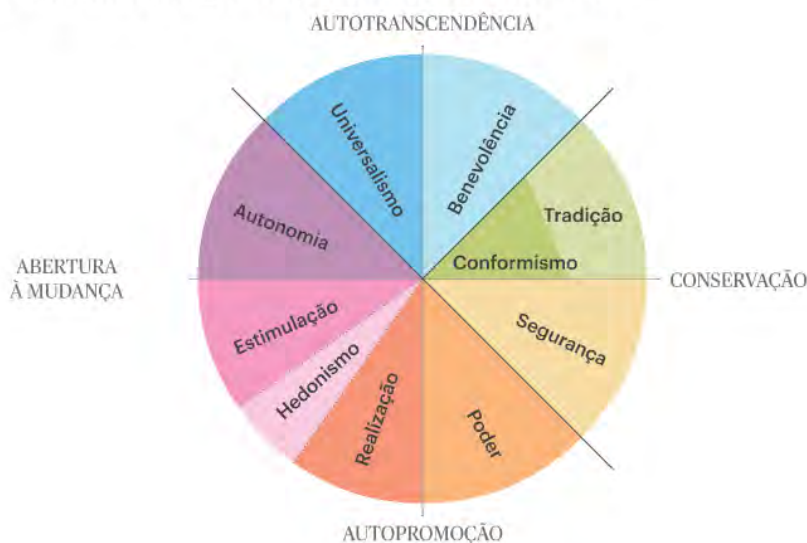 AUTOTRANSCENDÊNCIA
Universalismo
Benevolência
Autonomia
Tradição
Conformismo
ABERTURA
À MUDANÇA
CONSERVAÇÃO
Estimulação
Segurança
Hedonismo
Realização
Poder
AUTOPROMOÇÃO